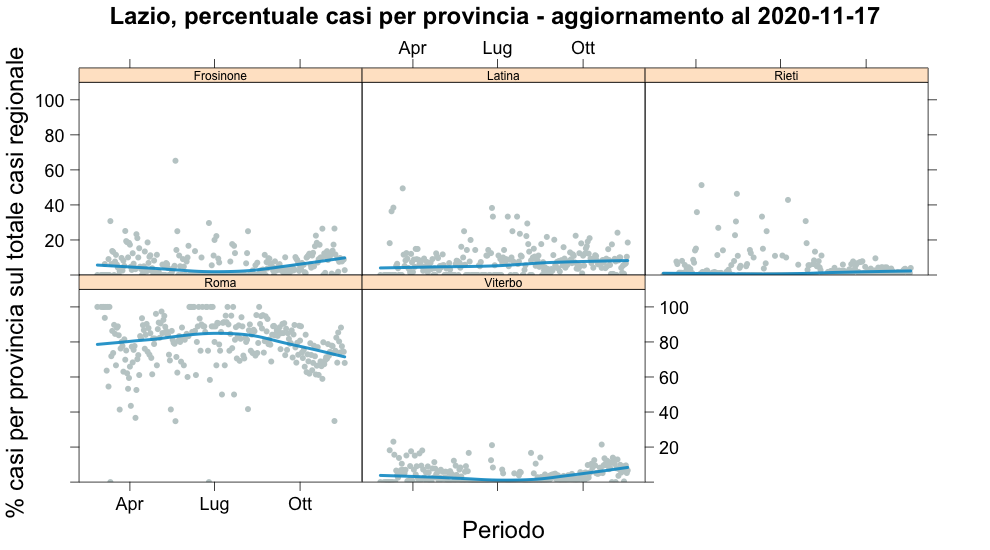 Lazio, percentuale casi per provincia - aggiornamento al 2020-11-17
Apr Lug Ott
Frosinone Latina Rieti
100
80
60
40
20
Roma Viterbo
100
80
60
40
20
Apr Lug Ott
Periodo
% casi per provincia sul totale casi regionale